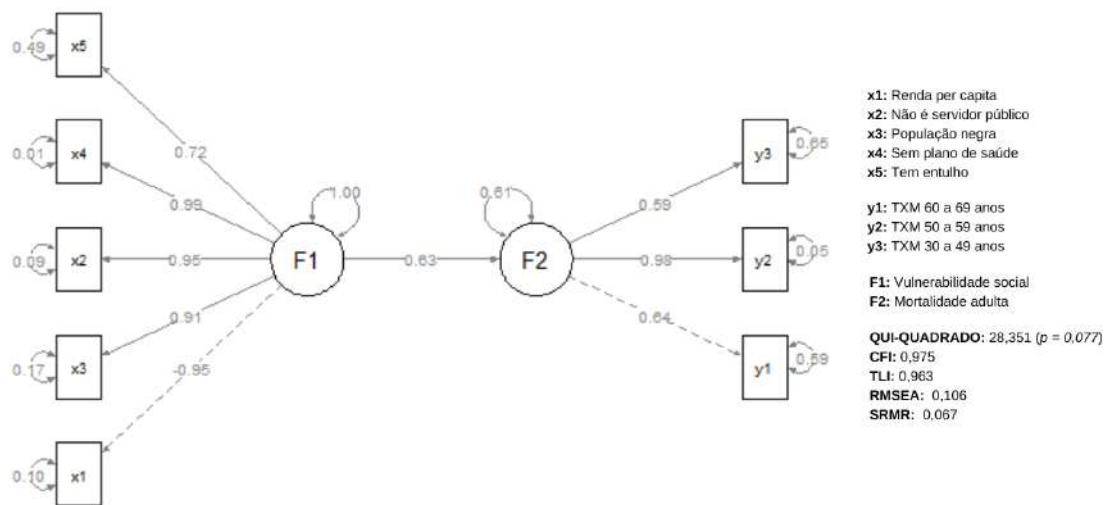 x5
0.49
x4
0.01
x2
0.09
x3
0.17
x1
0.10
0.72
0.99
0.95
0.91
-0.95
1.00
F1
0.63
0.61
F2
0.59
0.98
0.64
y3
0.65
y2
0.05
y1
0.59
x1: Renda per capita
x2: Não é servidor público
x3: População negra
x4: Sem plano de saúde
x5: Tem entulho
y1: TXM 60 a 69 anos
y2: TXM 50 a 59 anos
y3: TXM 30 a 49 anos
F1: Vulnerabilidade social
F2: Mortalidade adulta
QUI-QUADRADO: 28,351 (p = 0,077)
CFI: 0,975
TLI: 0,963
RMSEA: 0,106
SRMR: 0,067